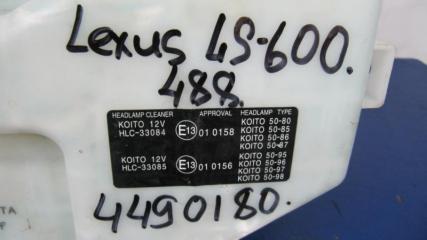 Lexus LS-600.
488.
HEADLAMP CLEANER APPROVAL HEADLAMP TYPE
KOITO 12V
HLC-33084
E13 01 0158
KOITO 50-80
KOITO 50-85
KOITO 50-86
KOITO 50-87
KOITO 12V
HLC-33085
E13 01 0156
KOITO 50-95
KOITO 50-96
KOITO 50-97
KOITO 50-98
4490180.